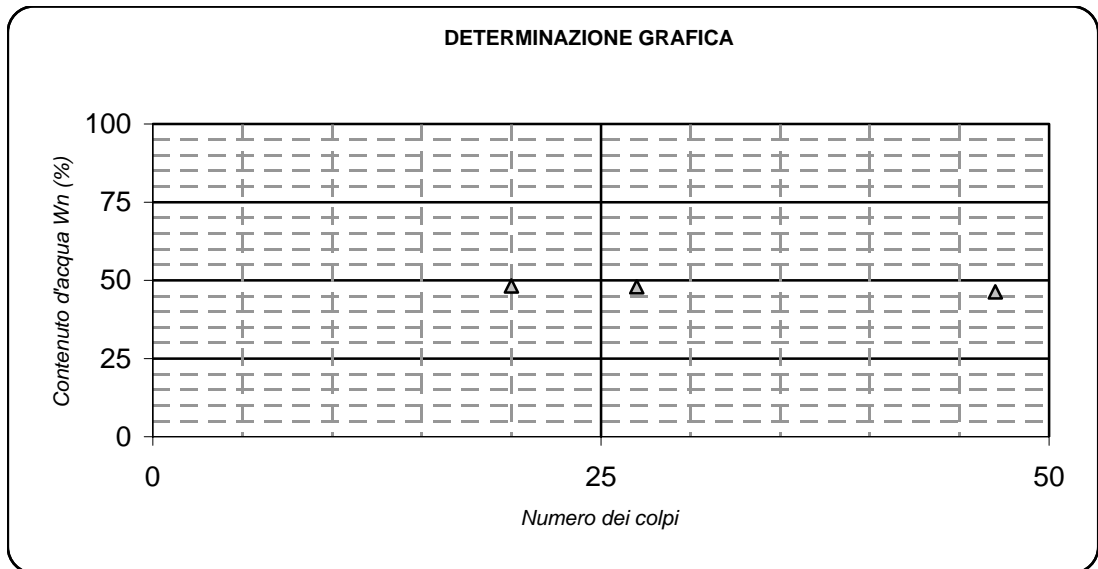 DETERMINAZIONE GRAFICA
100
75
50
25
0
Contenuto d'acqua Wn (%)
0 25 50
Numero dei colpi